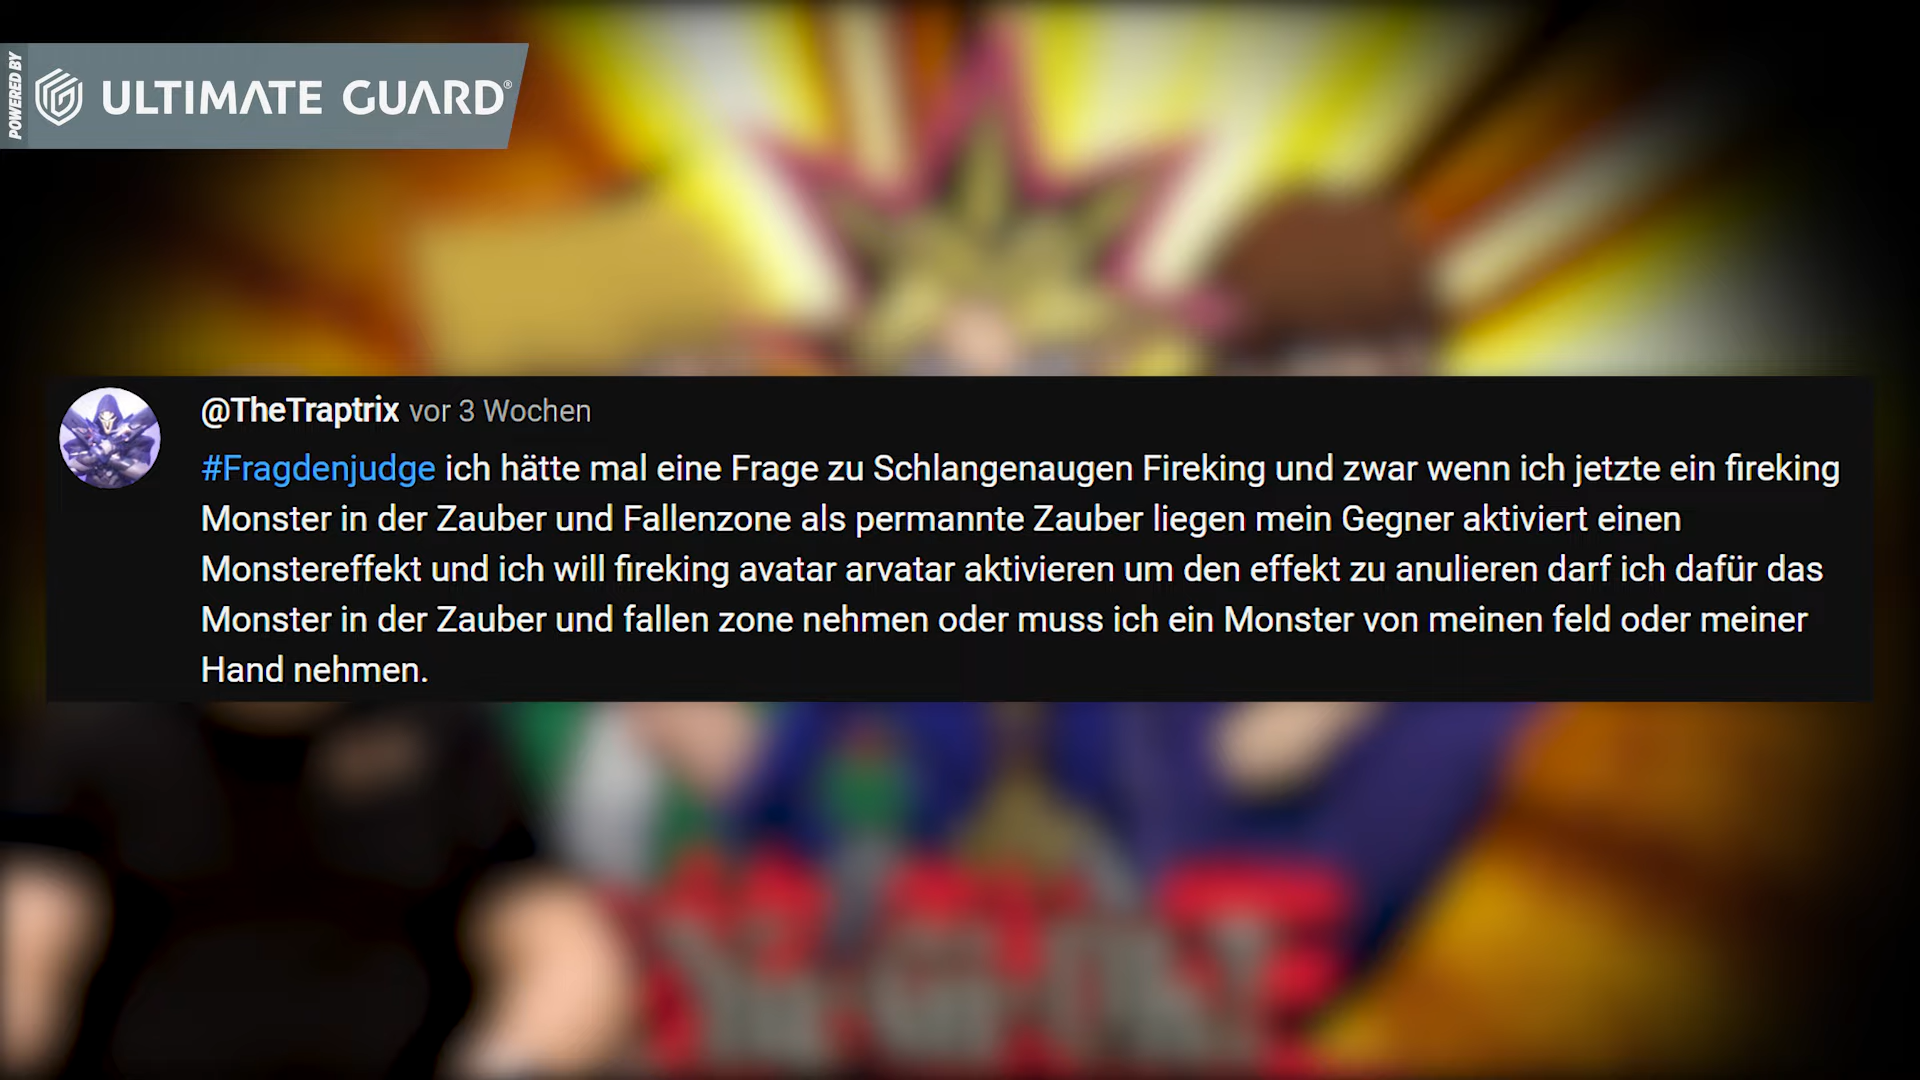 POWERED BY
ULTIMATE GUARD®
@TheTraptrix vor 3 Wochen
#Fragdenjudge ich hätte mal eine Frage zu Schlangenaugen Fireking und zwar wenn ich jetzte ein fireking
Monster in der Zauber und Fallenzone als permannte Zauber liegen mein Gegner aktiviert einen
Monstereffekt und ich will fireking avatar arvatar aktivieren um den effekt zu anulieren darf ich dafür das
Monster in der Zauber und fallen zone nehmen oder muss ich ein Monster von meinen feld oder meiner
Hand nehmen.